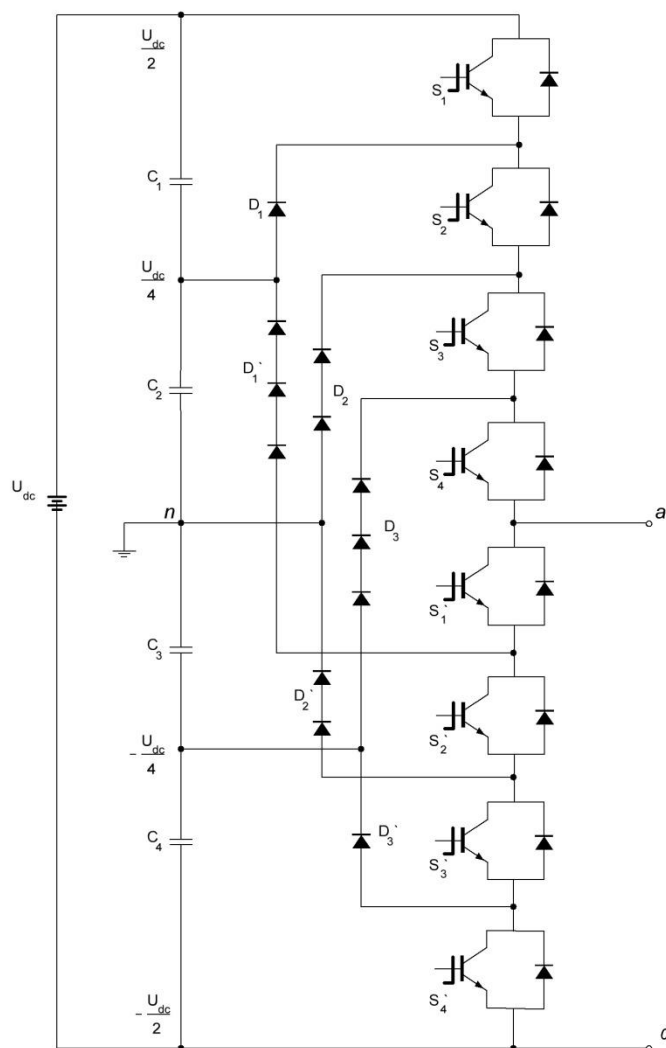 U_dc
2
S_1
C_1
D_1
S_2
U_dc
4
S_3
D_1`
C_2
D_2
S_4
U_dc
n
a
D_3
S_1`
C_3
D_2`
S_2`
- U_dc
4
C_4
D_3`
S_3`
S_4`
- U_dc
2